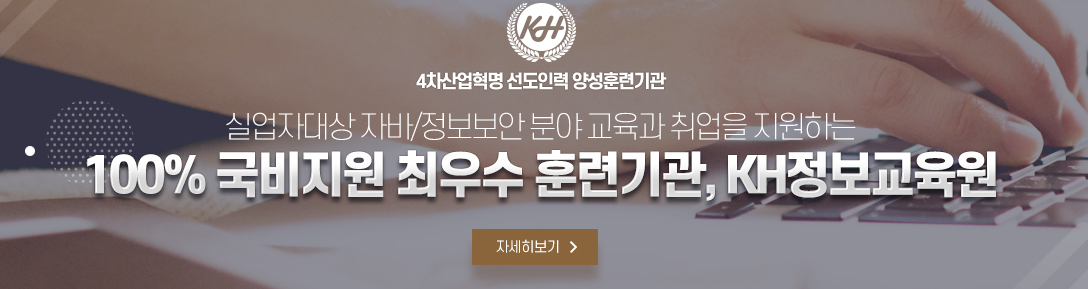 KH
4차산업혁명 선도인력 양성훈련기관
실업자대상 자바/정보보안 분야 교육과 취업을 지원하는
100% 국비지원 최우수 훈련기관, KH정보교육원
자세히보기 >